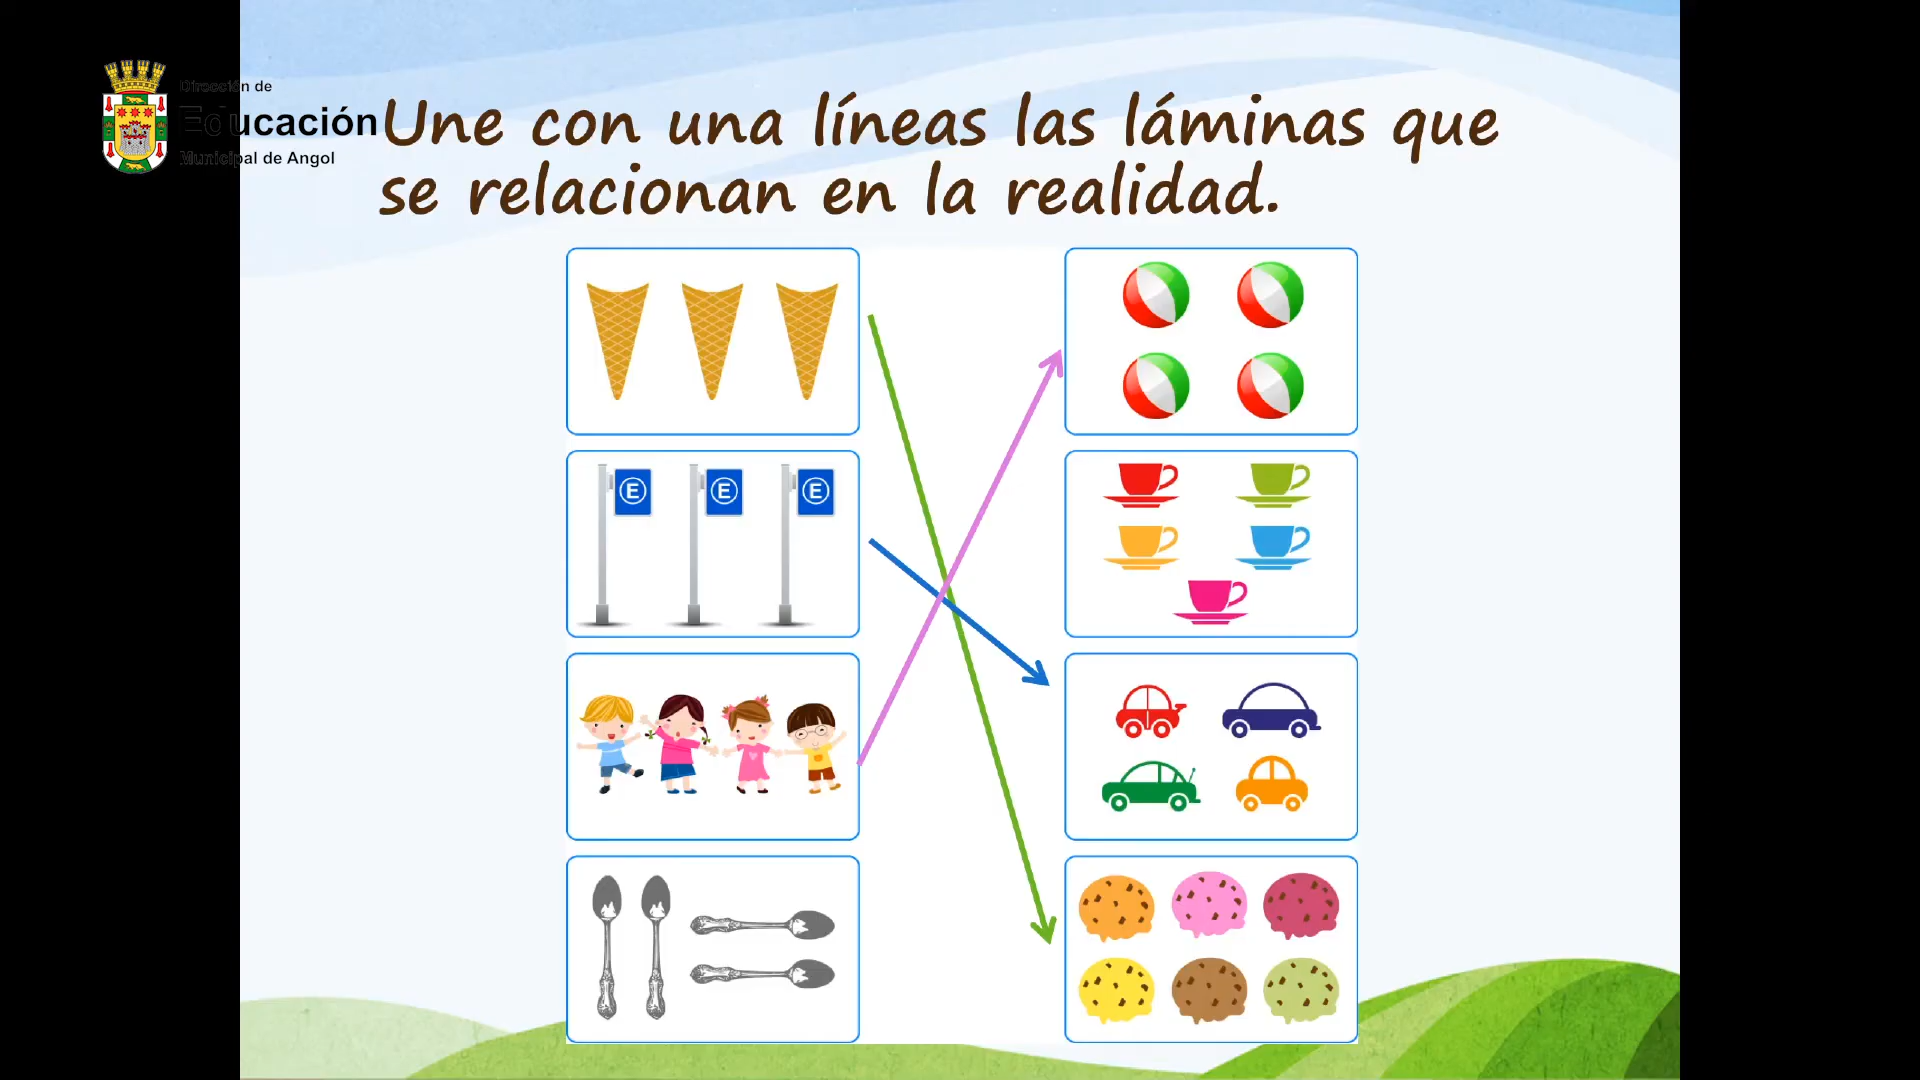 Dirección de
Educación
Municipal de Angol
Une con una líneas las láminas que
se relacionan en la realidad.
E E E